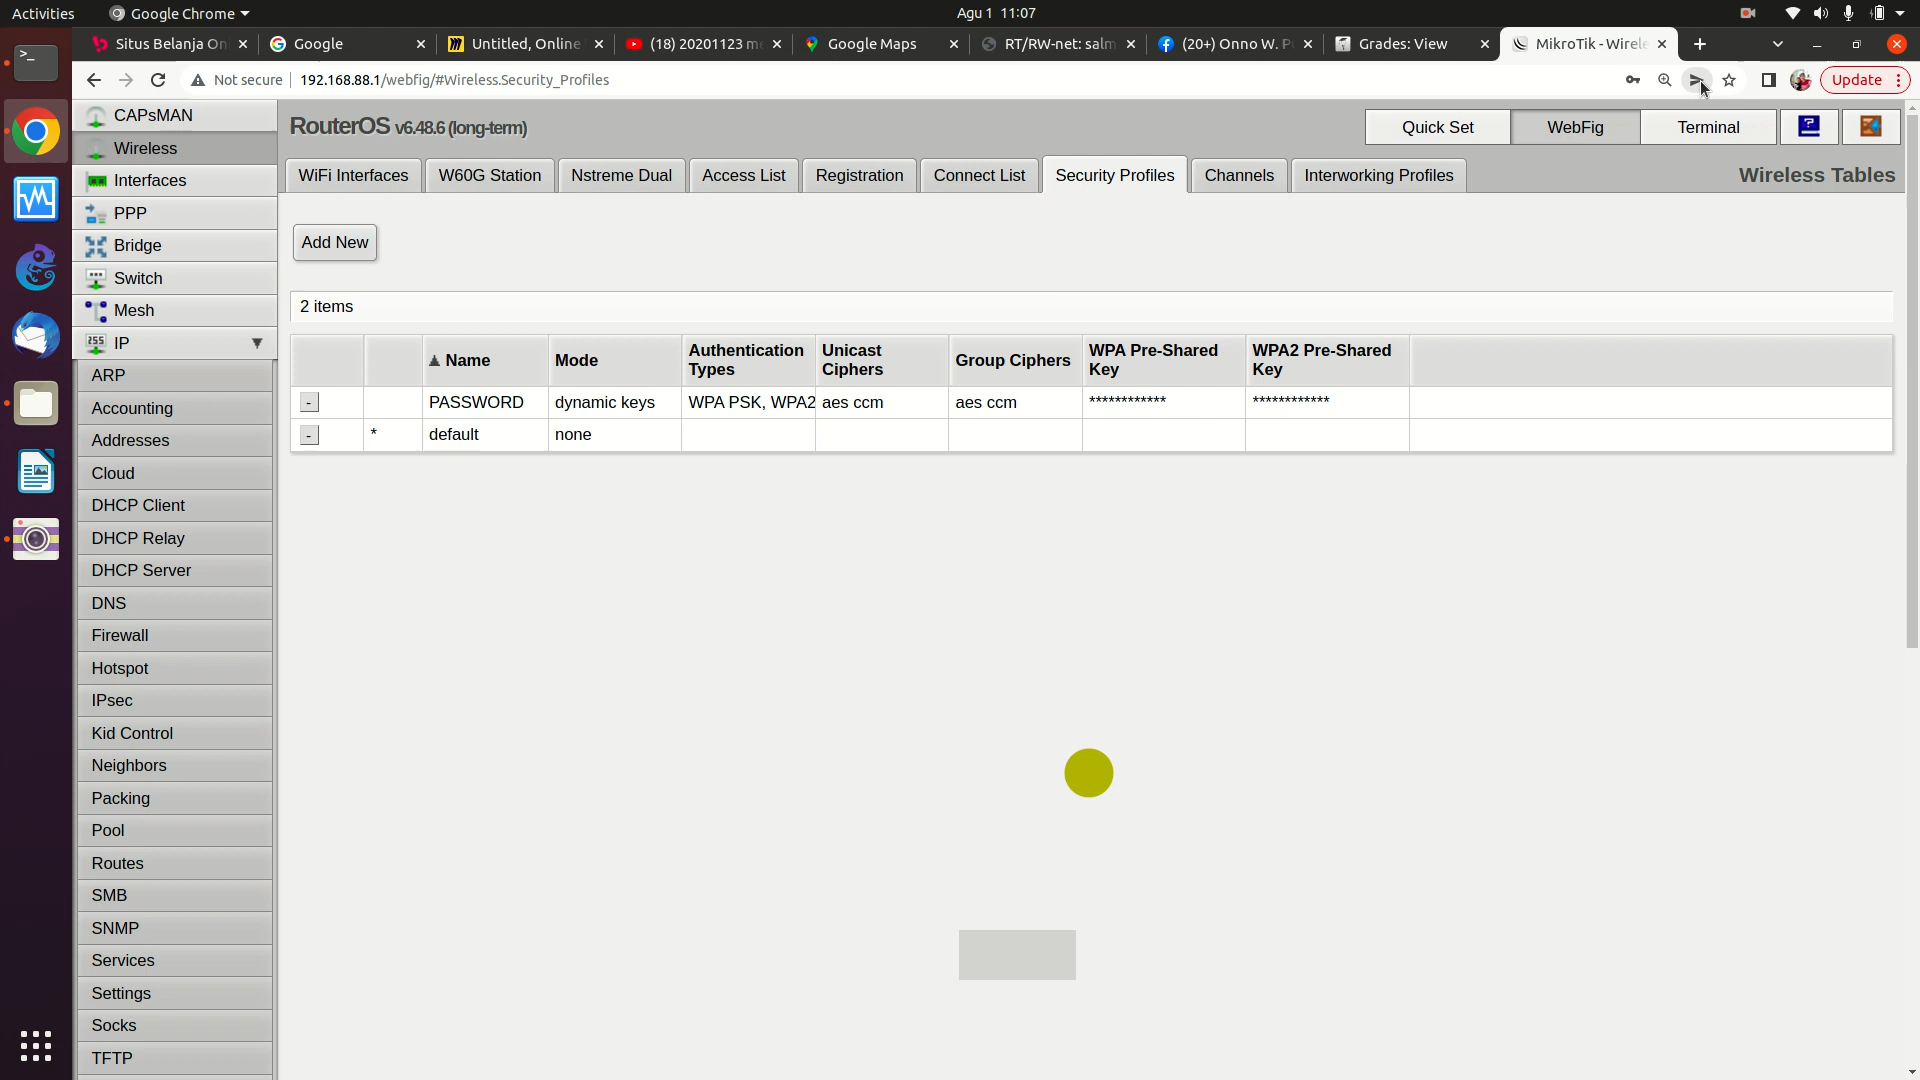 Activities
Google Chrome
Agu 1 11:07
Situs Belanja On
Google
Untitled, Online
(18) 20201123 m
Google Maps
RT/RW-net: salm
(20+) Onno W. P
Grades: View
MikroTik - Wirele
Not secure
192.168.88.1/webfig/#Wireless.Security_Profiles
Update
CAPsMAN
Wireless
Interfaces
PPP
Bridge
Switch
Mesh
255 IP
ARP
Accounting
Addresses
Cloud
DHCP Client
DHCP Relay
DHCP Server
DNS
Firewall
Hotspot
IPsec
Kid Control
Neighbors
Packing
Pool
Routes
SMB
SNMP
Services
Settings
Socks
TFTP
RouterOS v6.48.6 (long-term)
Quick Set
WebFig
Terminal
WiFi Interfaces
W60G Station
Nstreme Dual
Access List
Registration
Connect List
Security Profiles
Channels
Interworking Profiles
Wireless Tables
Add New
2 items
Name
Mode
Authentication
Types
Unicast
Ciphers
Group Ciphers
WPA Pre-Shared
Key
WPA2 Pre-Shared
Key
- PASSWORD dynamic keys WPA PSK, WPA2 aes ccm aes ccm ************ ************
- * default none